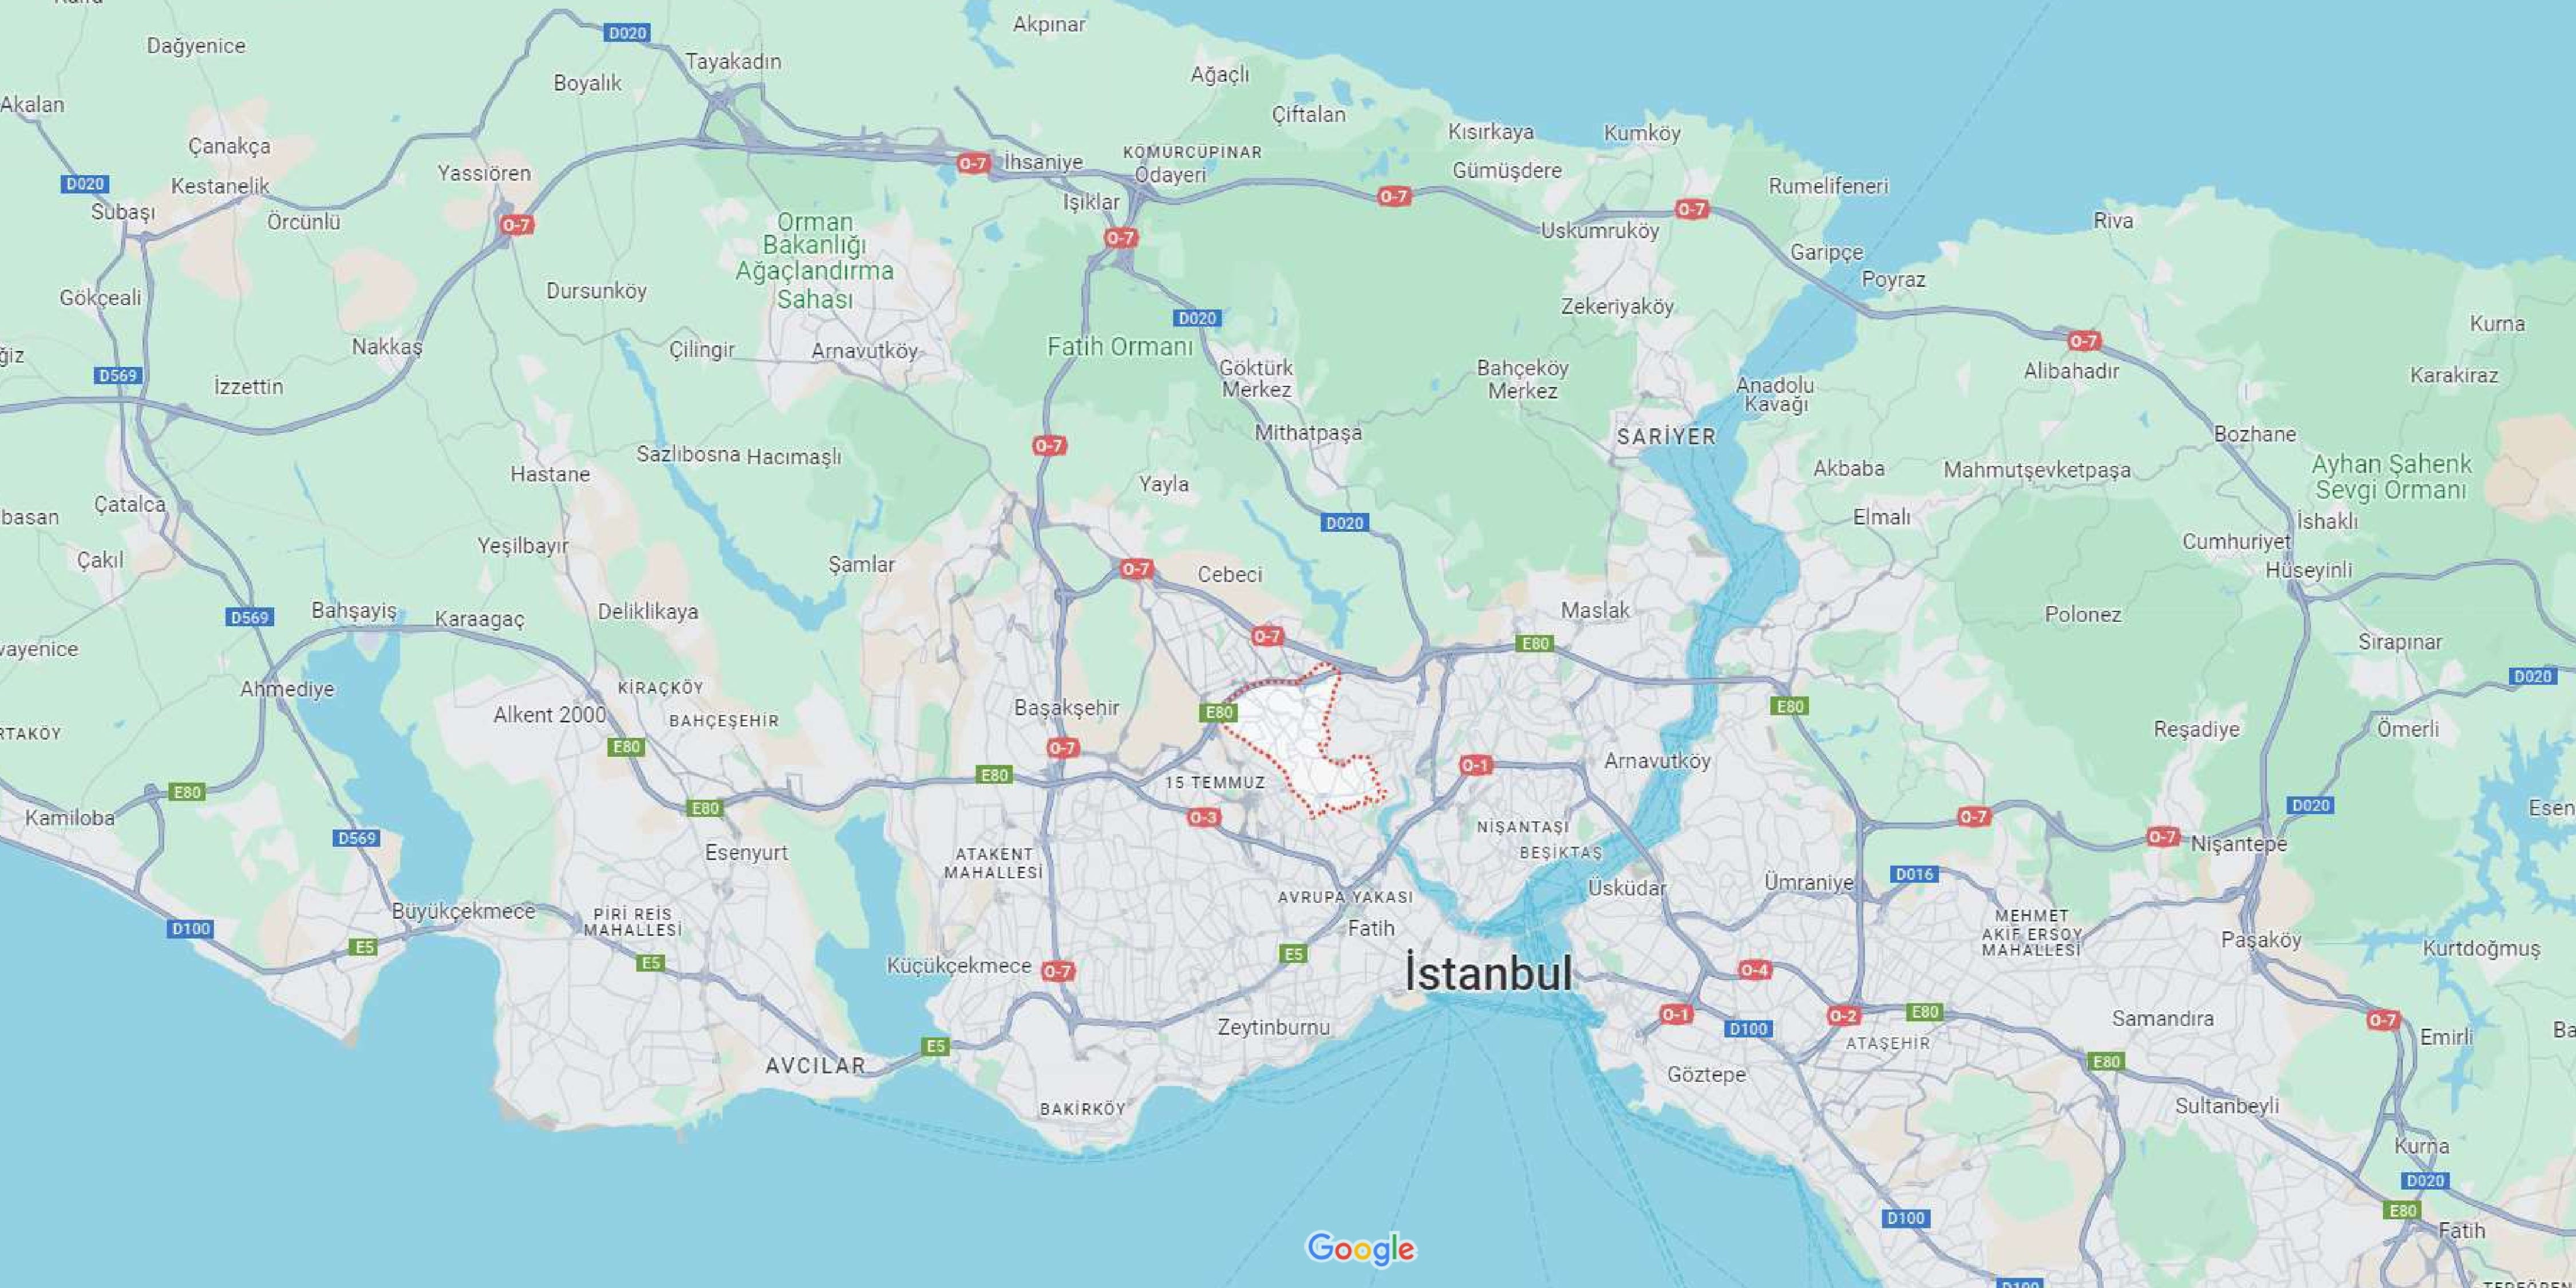 Akpınar
D020
Dağyenice
Tayakadın
Boyalık
Ağaçlı
Akalan
Çiftalan
Kısırkaya
Kumköy
Çanakça
KÖMÜRCÜPINAR
Odayeri
O-7
İhsaniye
Yassıören
Gümüşdere
D020
Kestanelik
Rumelifeneri
O-7
Işıklar
O-7
Subaşı
Örcünlü
O-7
Riva
Orman
Bakanlığı
Ağaçlandırma
Sahası
O-7
Uskumruköy
Garipçe
Poyraz
Gökçeali
Dursunköy
Zekeriyaköy
D020
Kurna
O-7
Nakkaş
Çilingir
Arnavutköy
Fatih Ormanı
Göktürk
Merkez
Bahçeköy
Merkez
Alibahadır
D569
Karakiraz
İzzettin
Anadolu
Kavağı
Mithatpaşa
SARIYER
Bozhane
O-7
Sazlıbosna
Hacımaşlı
Hastane
Akbaba
Mahmutşevketpaşa
Ayhan Şahenk
Sevgi Ormanı
Yayla
Çatalca
basan
D020
Elmalı
İshaklı
Yeşilbayır
Cumhuriyet
Çakıl
Şamlar
O-7
Cebeci
Hüseyinli
Bahşayiş
Karaagaç
Deliklikaya
Maslak
Polonez
D569
O-7
E80
Sırapınar
Ahmediye
KİRAÇKÖY
D020
Alkent 2000
BAHÇEŞEHİR
Başakşehir
E80
E80
Reşadiye
Ömerli
E80
O-7
O-1
Arnavutköy
E80
15 TEMMUZ
E80
E80
D020
Kamiloba
O-3
O-7
D569
NİŞANTAŞI
BEŞİKTAŞ
O-7
Nişantepe
Esenyurt
ATAKENT
MAHALLESİ
D016
Üsküdar
Ümraniye
AVRUPA YAKASI
Büyükçekmece
PİRİ REİS
MAHALLESİ
Fatih
MEHMET
AKİF ERSOY
MAHALLESİ
D100
E5
Paşaköy
Kurtdoğmuş
E5
E5
Küçükçekmece
O-7
İstanbul
O-4
O-1
D100
O-2
E80
Samandıra
O-7
Zeytinburnu
Emirli
E5
ATAŞEHİR
AVCILAR
Göztepe
E80
BAKIRKÖY
Sultanbeyli
Kurna
D020
D100
E80
Fatih
Google